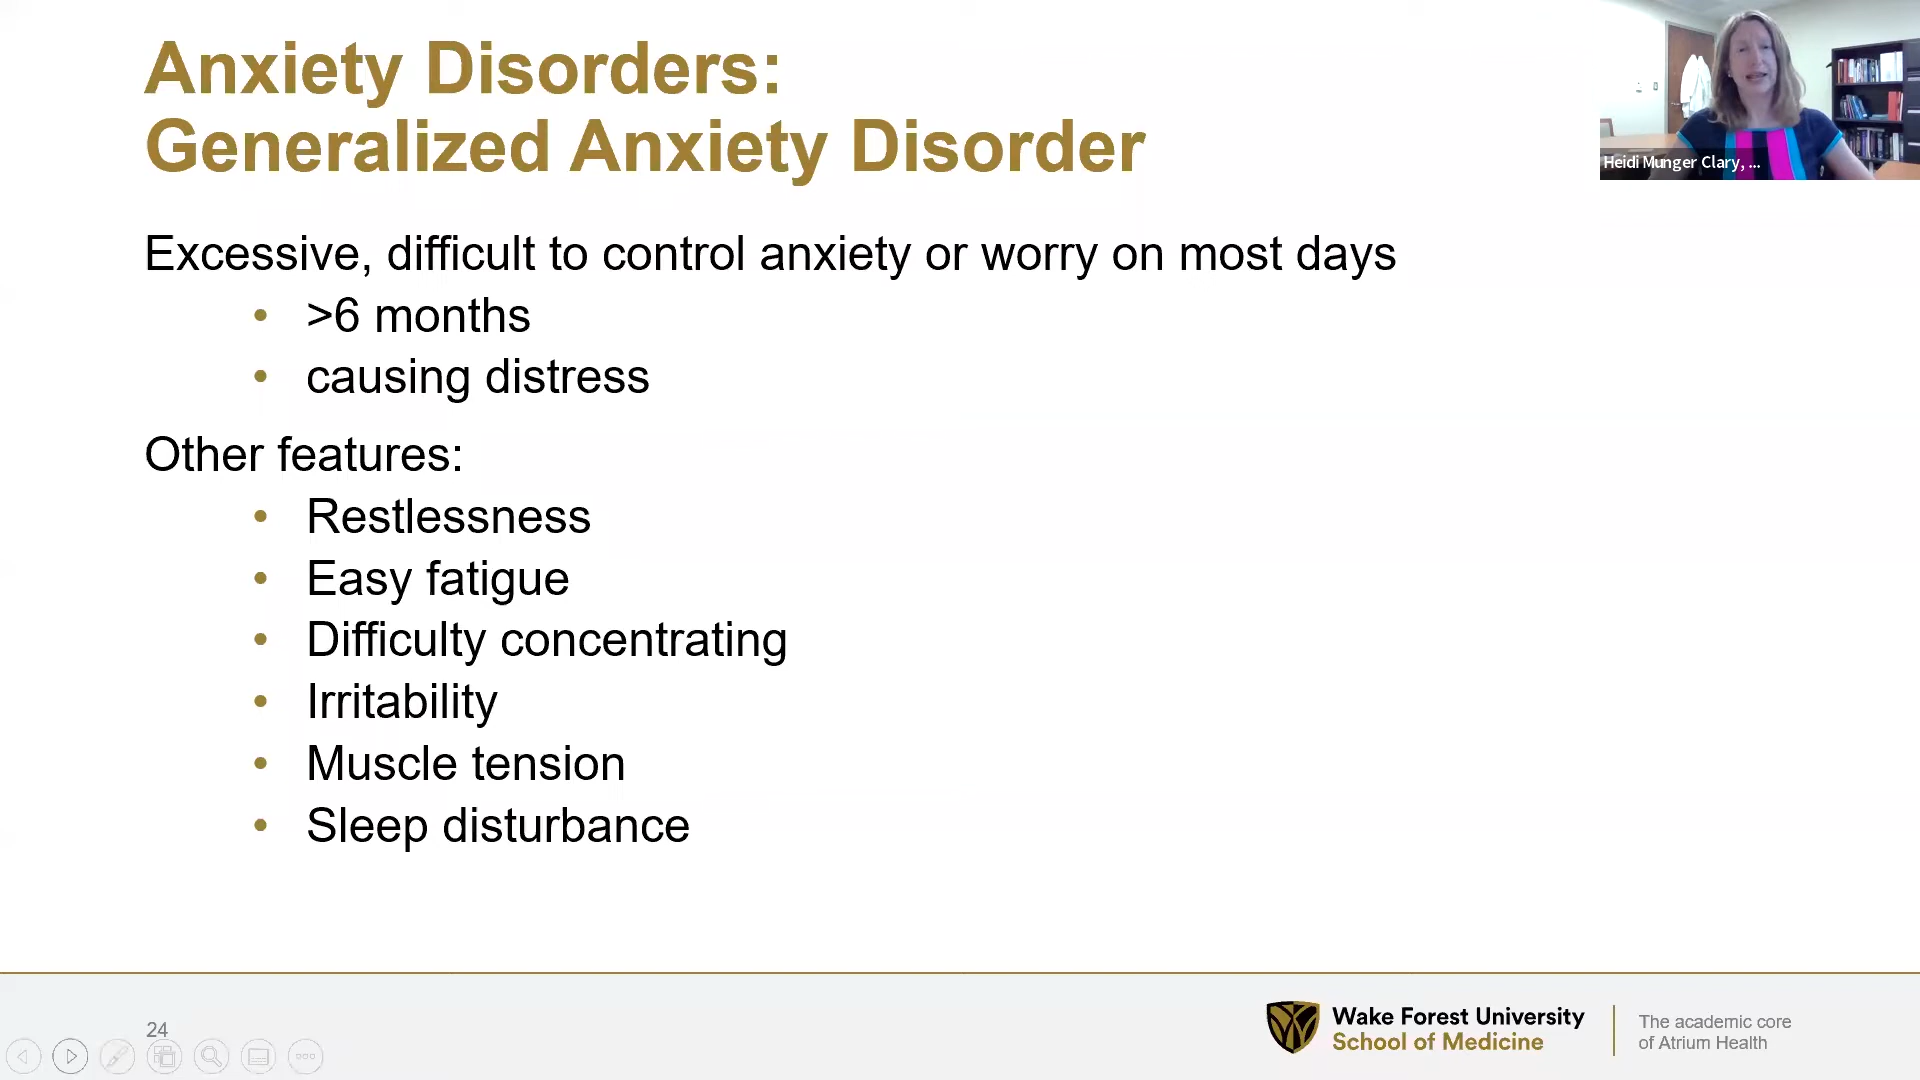 Anxiety Disorders:
Generalized Anxiety Disorder
Heidi Munger Clary, ...
Excessive, difficult to control anxiety or worry on most days
• >6 months
• causing distress
Other features:
• Restlessness
• Easy fatigue
• Difficulty concentrating
• Irritability
• Muscle tension
• Sleep disturbance
24
Wake Forest University
School of Medicine
The academic core
of Atrium Health